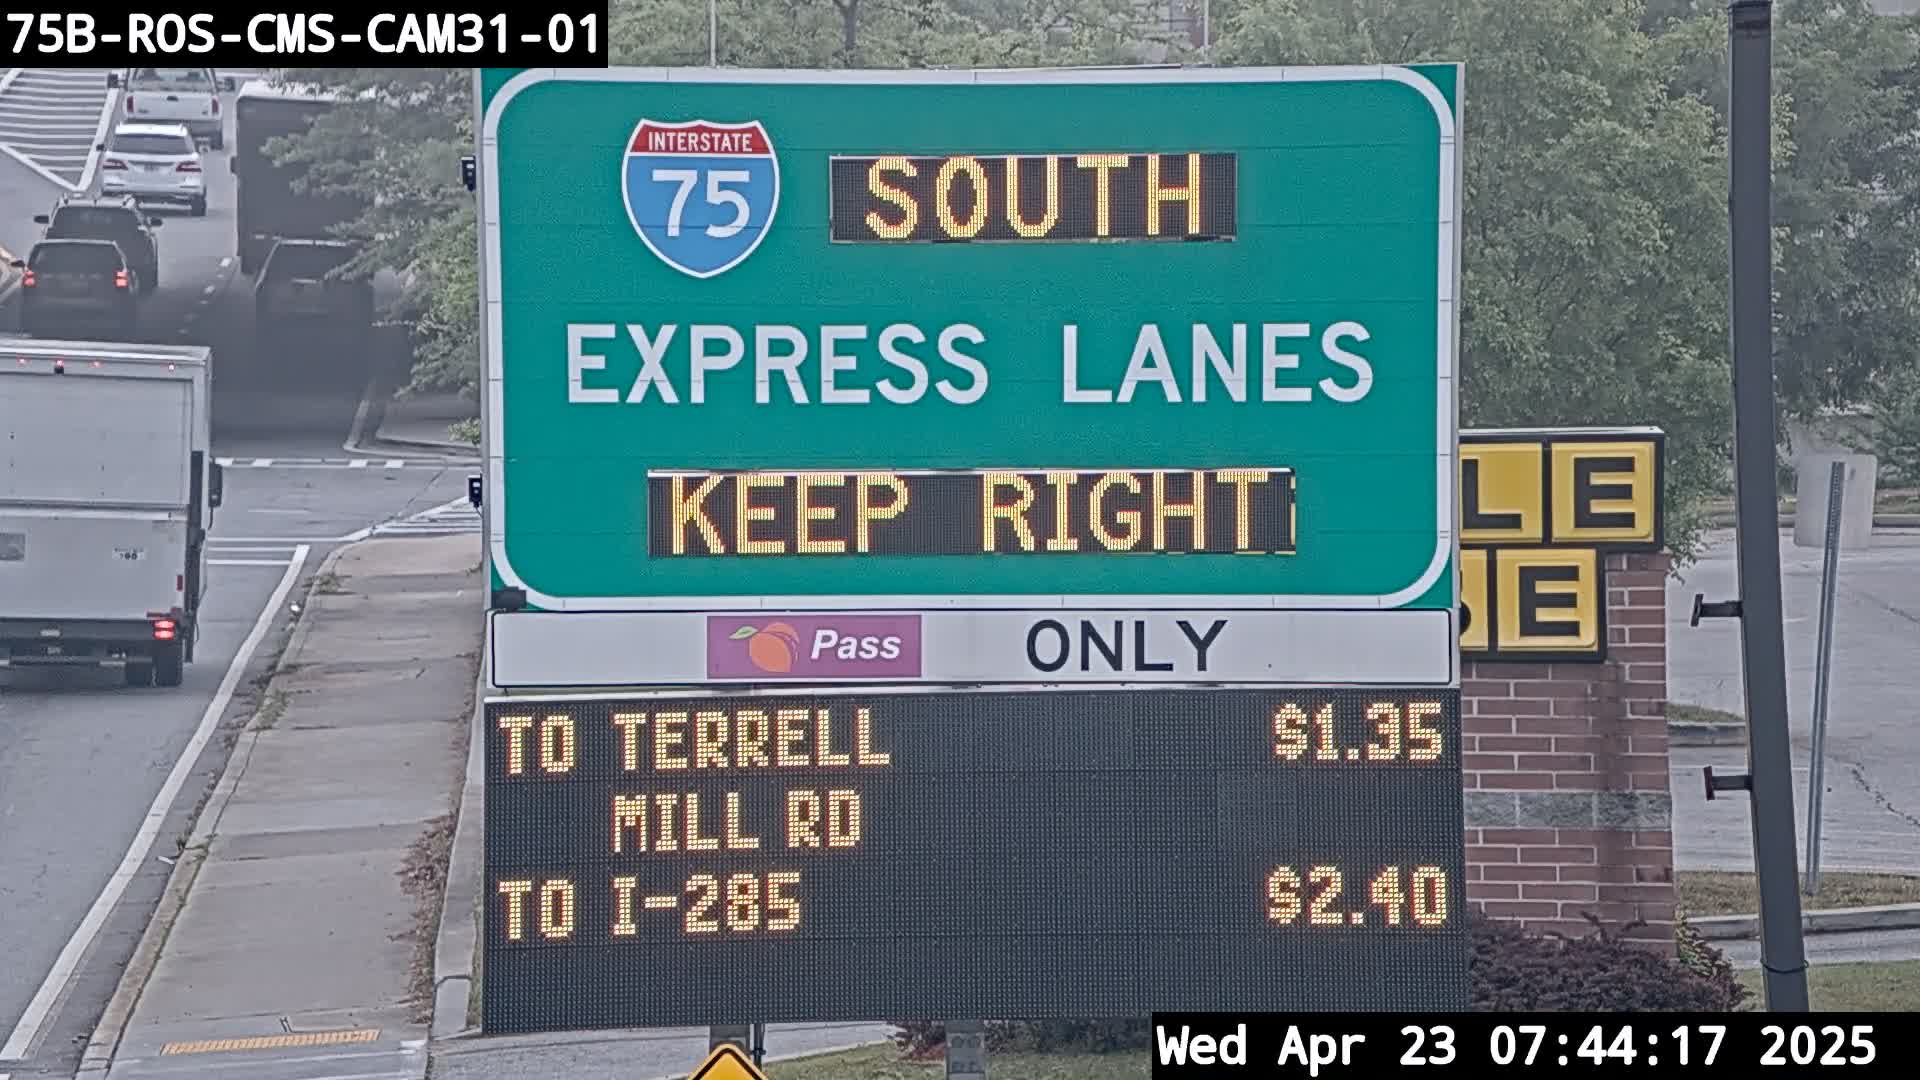 75B-ROS-CMS-CAM31-01
INTERSTATE
75
SOUTH
EXPRESS LANES
KEEP RIGHT
Pass ONLY
TO TERRELL $1.35
MILL RD
TO I-285 $2.40
LE
E
Wed Apr 23 07:44:17 2025